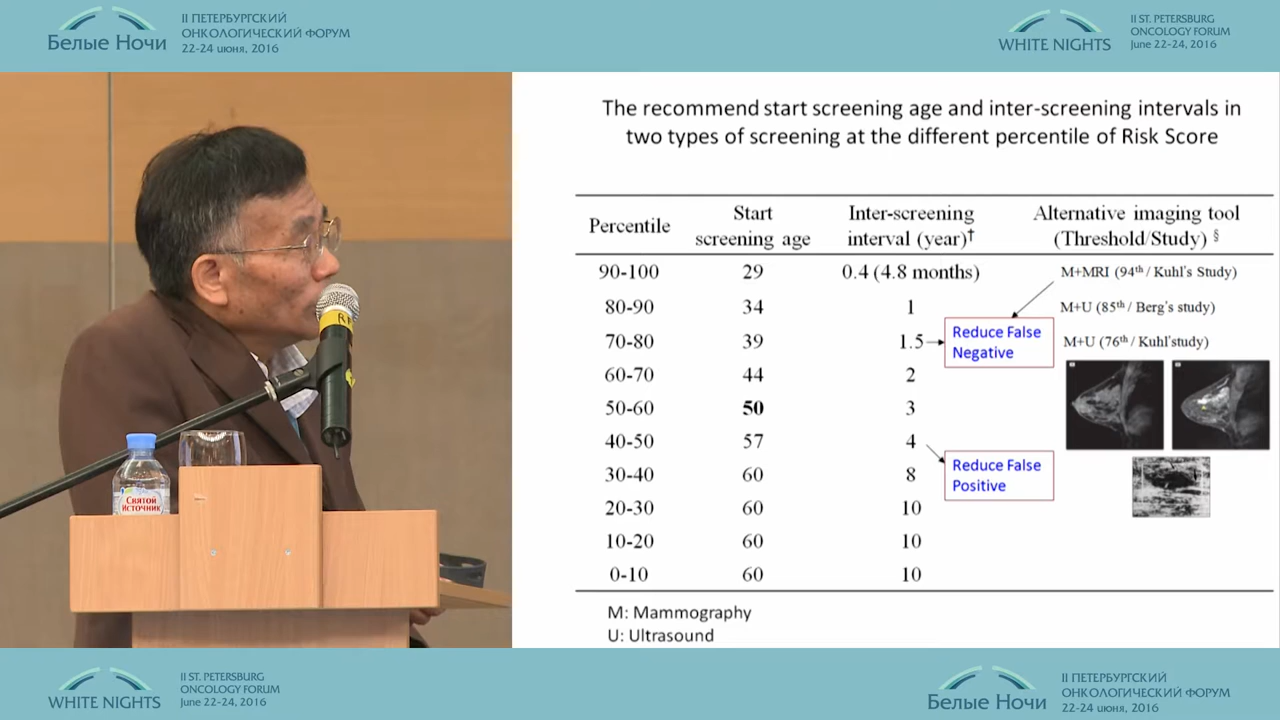 II ПЕТЕРБУРГСКИЙ
ОНКОЛОГИЧЕСКИЙ ФОРУМ
Белые Ночи
22-24 июня, 2016
II ST. PETERSBURG
ONCOLOGY FORUM
WHITE NIGHTS
June 22-24, 2016
The recommend start screening age and inter-screening intervals in
two types of screening at the different percentile of Risk Score
Percentile Start screening age Inter-screening interval (year)† Alternative imaging tool (Threshold/Study) §
90-100 29 0.4 (4.8 months) M+MRI (94th / Kuhl's Study)
80-90 34 1 M+U (85th / Berg's study)
70-80 39 1.5 M+U (76th / Kuhl'study)
Reduce False
Negative
60-70 44 2
50-60 50 3
40-50 57 4
Reduce False
Positive
30-40 60 8
20-30 60 10
10-20 60 10
0-10 60 10
M: Mammography
U: Ultrasound
Святой
Источник
II ST. PETERSBURG
ONCOLOGY FORUM
WHITE NIGHTS
June 22-24, 2016
II ПЕТЕРБУРГСКИЙ
ОНКОЛОГИЧЕСКИЙ ФОРУМ
Белые Ночи
22-24 июня, 2016